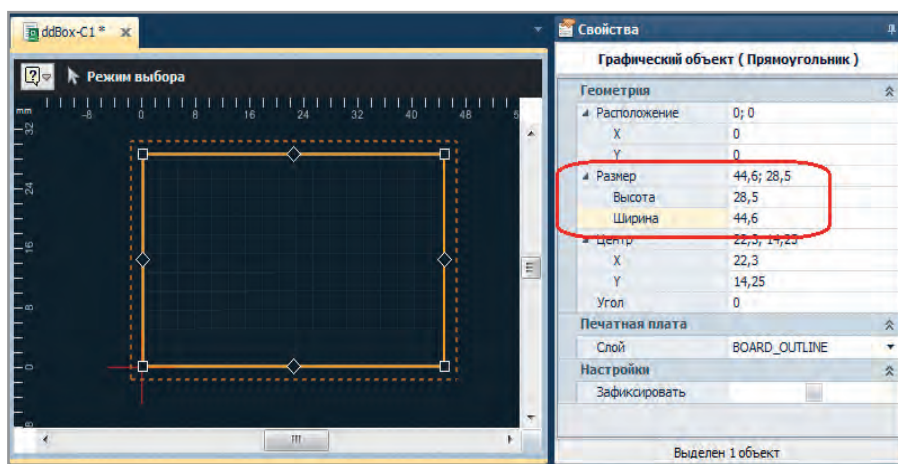 ddBox-C1 *
Режим выбора
mm
-8 0 8 16 24 32 40 48 5
32
24
16
8
0
8
Свойства
Графический объект ( Прямоугольник )
Геометрия
Расположение 0; 0
X 0
Y 0
Размер 44,6; 28,5
Высота 28,5
Ширина 44,6
Центр 22,3; 14,25
X 22,3
Y 14,25
Угол 0
Печатная плата
Слой BOARD_OUTLINE
Настройки
Зафиксировать
Выделен 1 объект